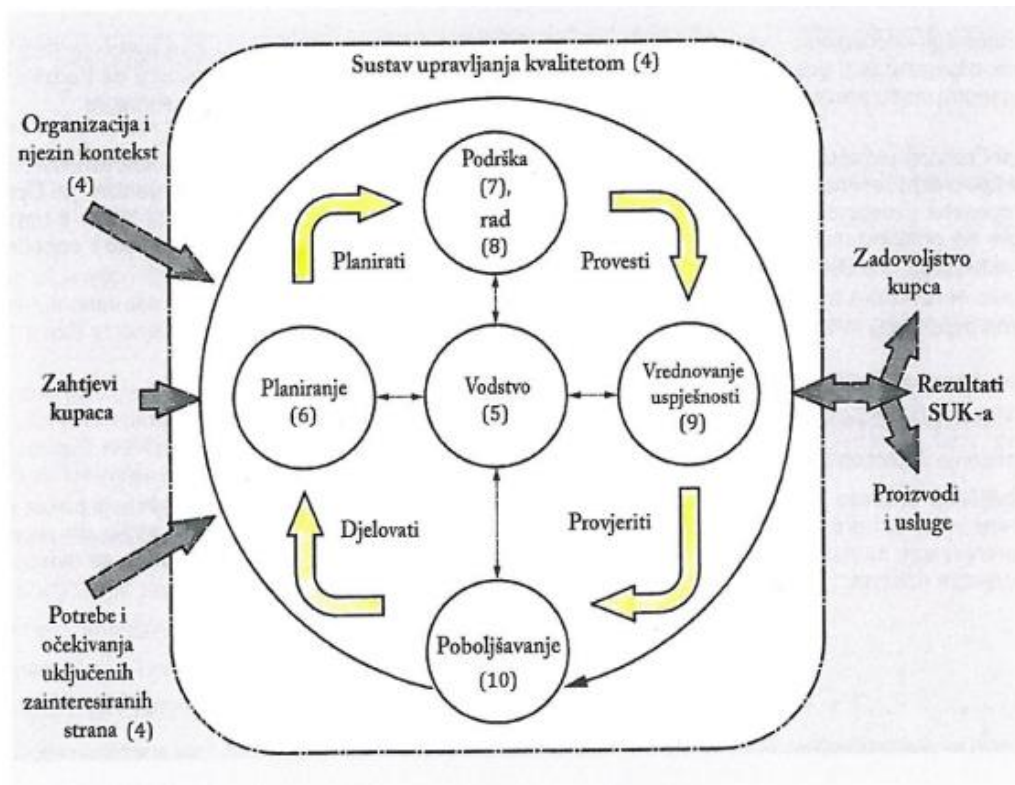 Sustav upravljanja kvalitetom (4)
Organizacija i
njezin kontekst
(4)
Podrška
(7),
rad
(8)
Planirati
Provesti
Zadovoljstvo
kupca
Zahtjevi
kupaca
Planiranje
(6)
Vodstvo
(5)
Vrednovanje
uspješnosti
(9)
Rezultati
SUK-a
Djelovati
Provjeriti
Proizvodi
i usluge
Poboljšavanje
(10)
Potrebe i
očekivanja
uključenih
zainteresiranih
strana (4)